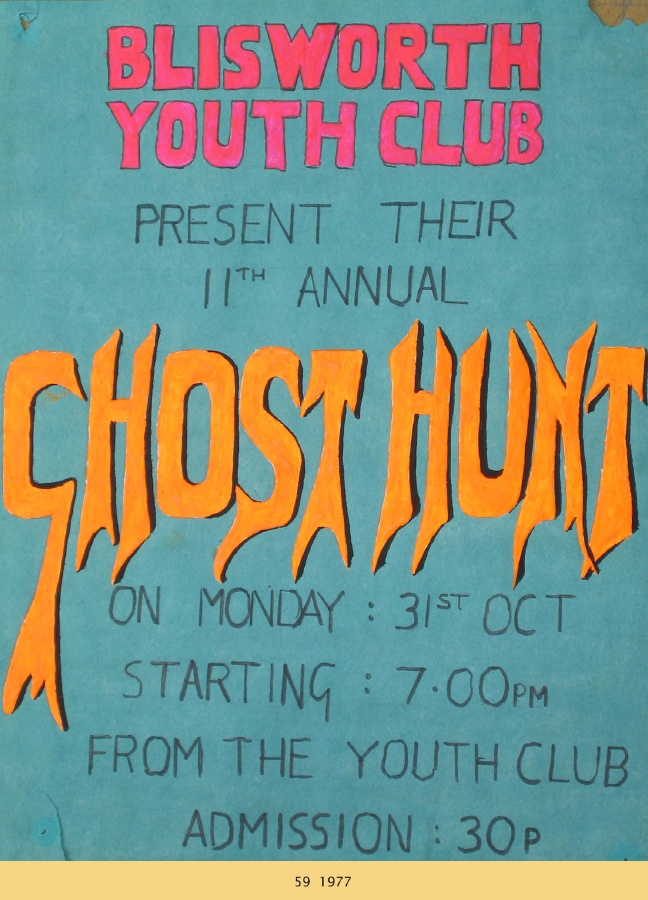 BLISWORTH
YOUTH CLUB
PRESENT THEIR
11TH ANNUAL
GHOST HUNT
ON MONDAY : 31ST OCT
STARTING : 7.00PM
FROM THE YOUTH CLUB
ADMISSION : 30P
59 1977